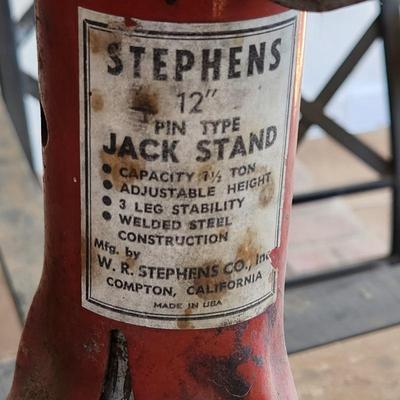 STEPHENS
12"
PIN TYPE
JACK STAND
• CAPACITY 1½ TON
• ADJUSTABLE HEIGHT
• 3 LEG STABILITY
• WELDED STEEL
CONSTRUCTION
Mfg. by
W. R. STEPHENS CO., Inc.
COMPTON, CALIFORNIA
MADE IN USA